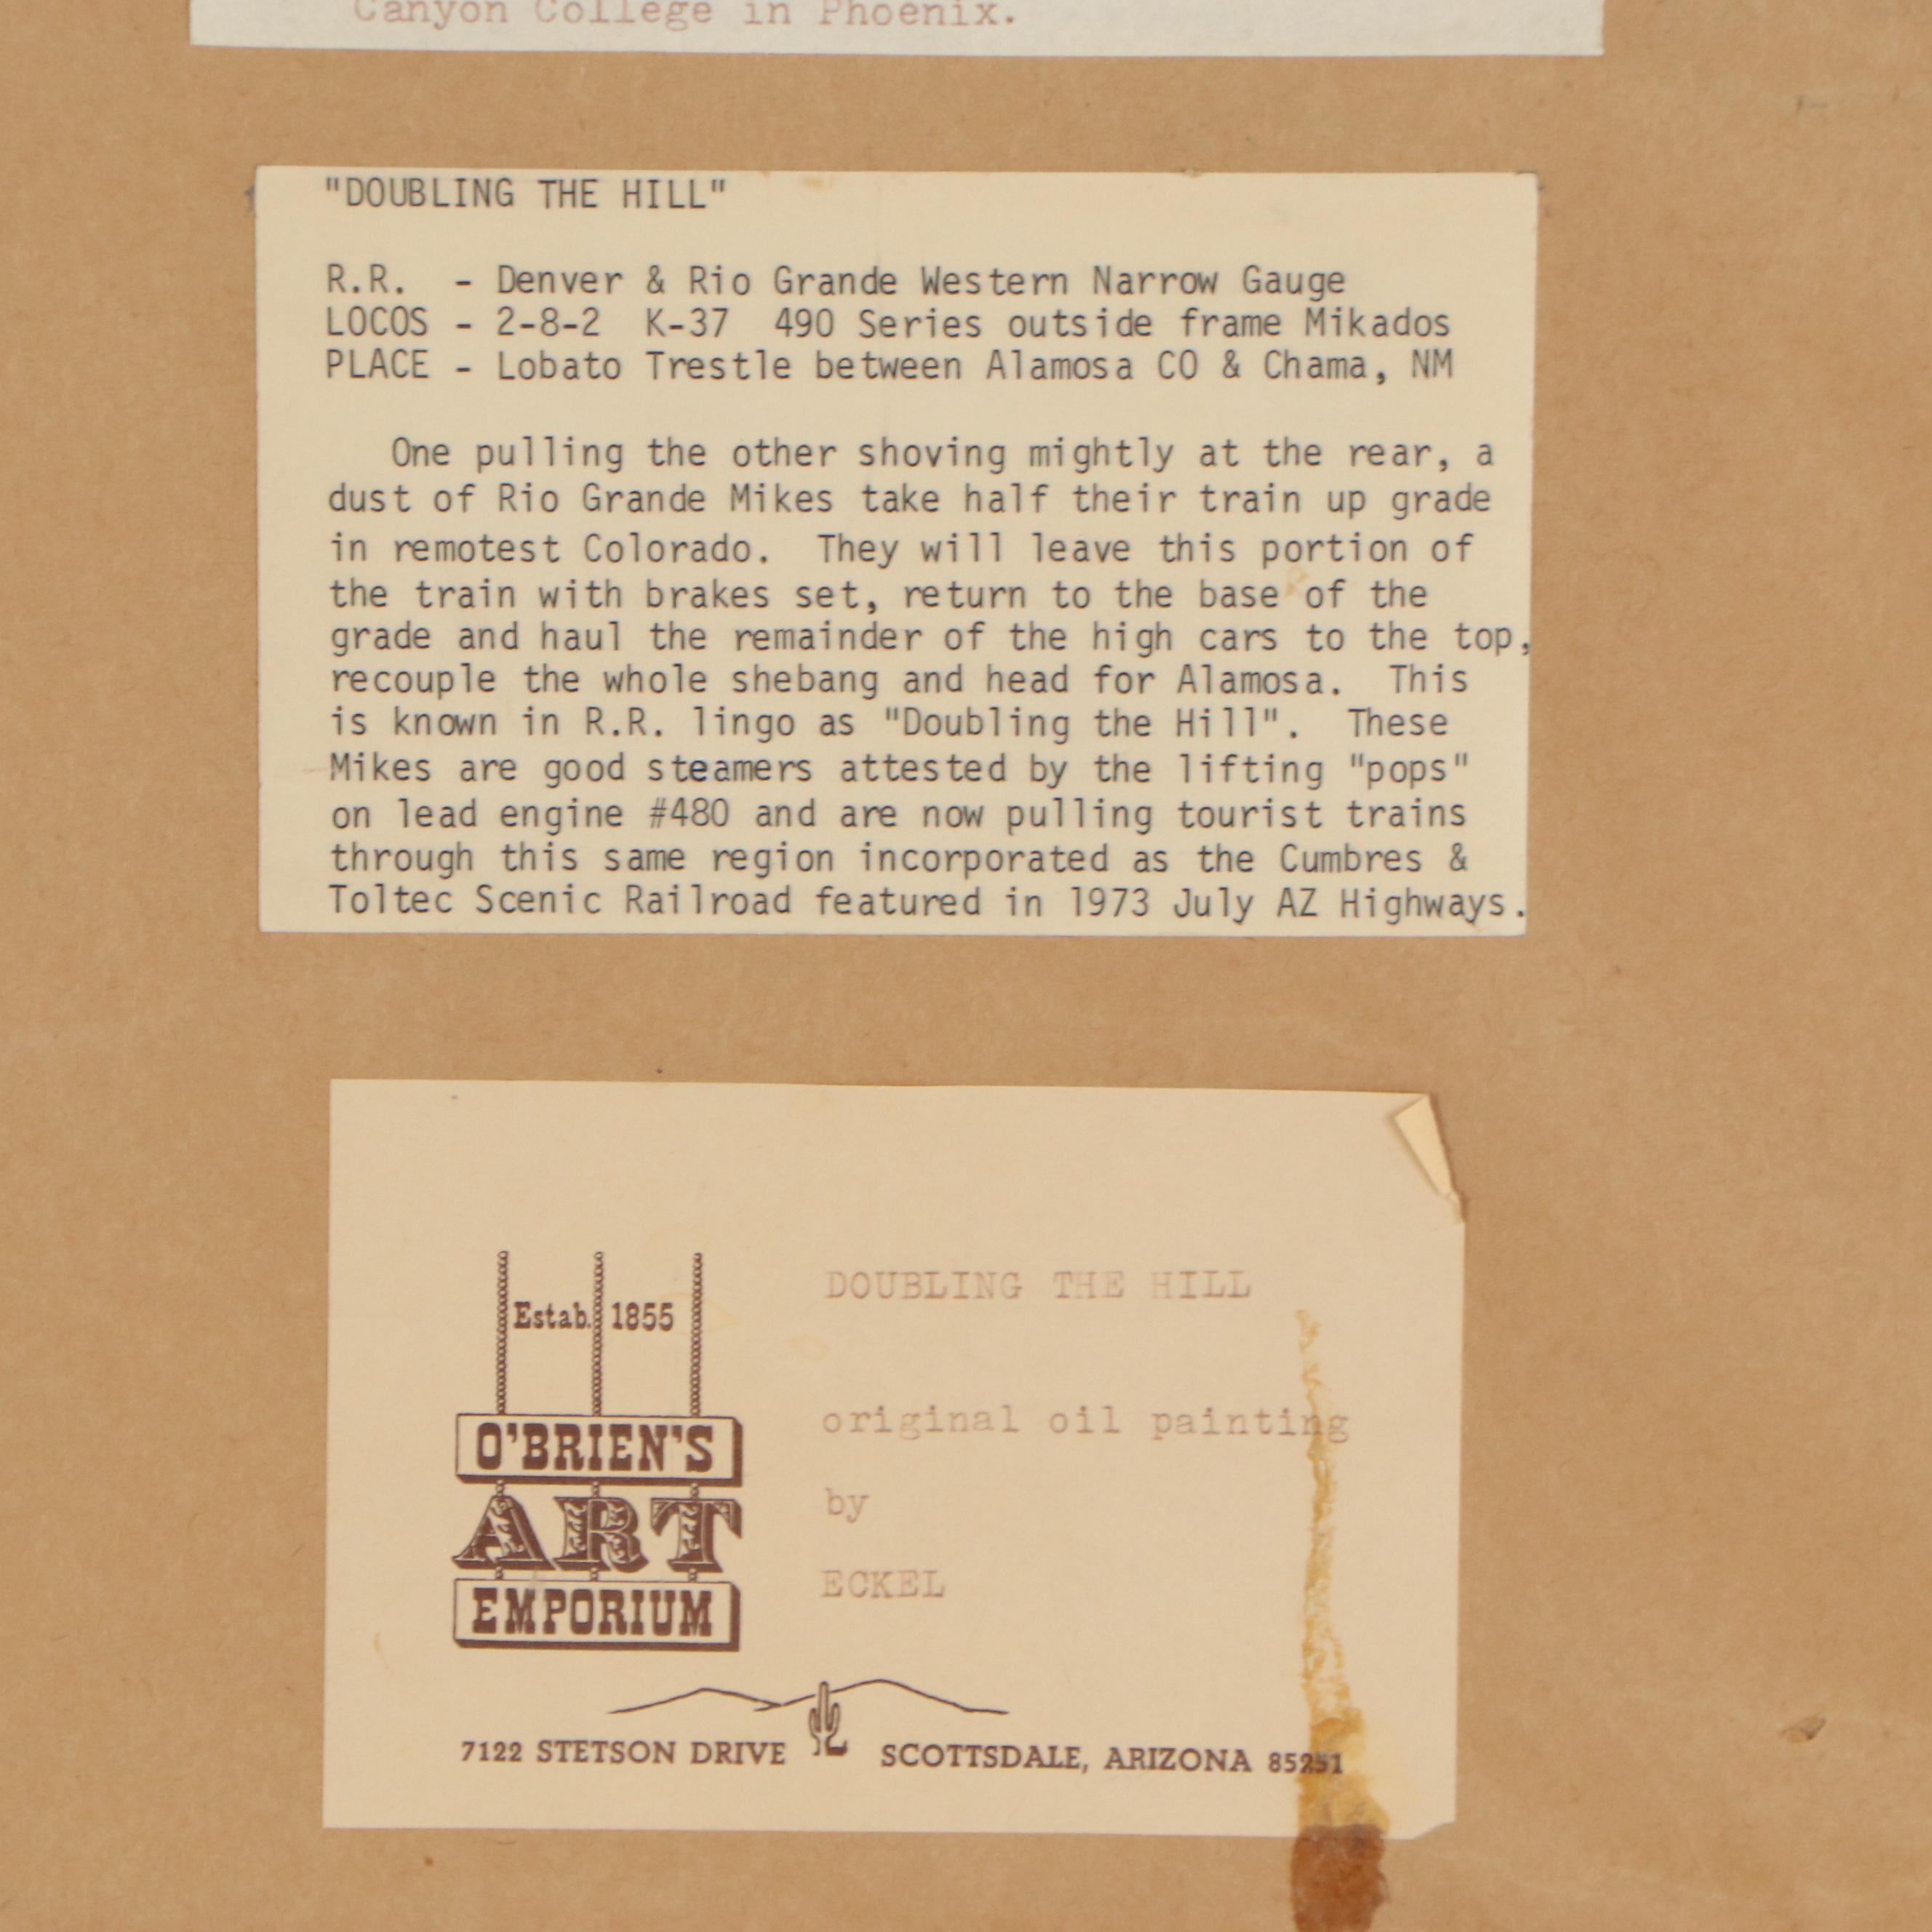 Canyon College in Phoenix.
"DOUBLING THE HILL"
R.R. - Denver & Rio Grande Western Narrow Gauge
LOCOS - 2-8-2 K-37 490 Series outside frame Mikados
PLACE - Lobato Trestle between Alamosa CO & Chama, NM
One pulling the other shoving mightly at the rear, a
dust of Rio Grande Mikes take half their train up grade
in remotest Colorado. They will leave this portion of
the train with brakes set, return to the base of the
grade and haul the remainder of the high cars to the top,
recouple the whole shebang and head for Alamosa. This
is known in R.R. lingo as "Doubling the Hill". These
Mikes are good steamers attested by the lifting "pops"
on lead engine #480 and are now pulling tourist trains
through this same region incorporated as the Cumbres &
Toltec Scenic Railroad featured in 1973 July AZ Highways.
Estab. 1855
O'BRIEN'S
ART
EMPORIUM
DOUBLING THE HILL
original oil painting
by
ECKEL
7122 STETSON DRIVE SCOTTSDALE, ARIZONA 85251